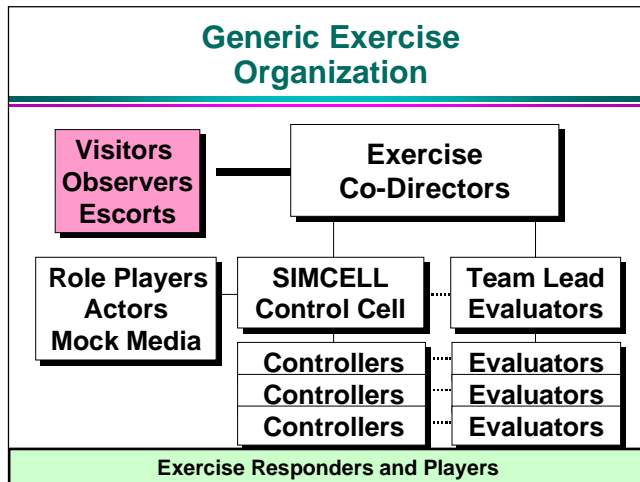 Generic Exercise
Organization
Visitors
Observers
Escorts
Exercise
Co-Directors
Role Players
Actors
Mock Media
SIMCELL
Control Cell
Team Lead
Evaluators
Controllers
Controllers
Controllers
Evaluators
Evaluators
Evaluators
Exercise Responders and Players